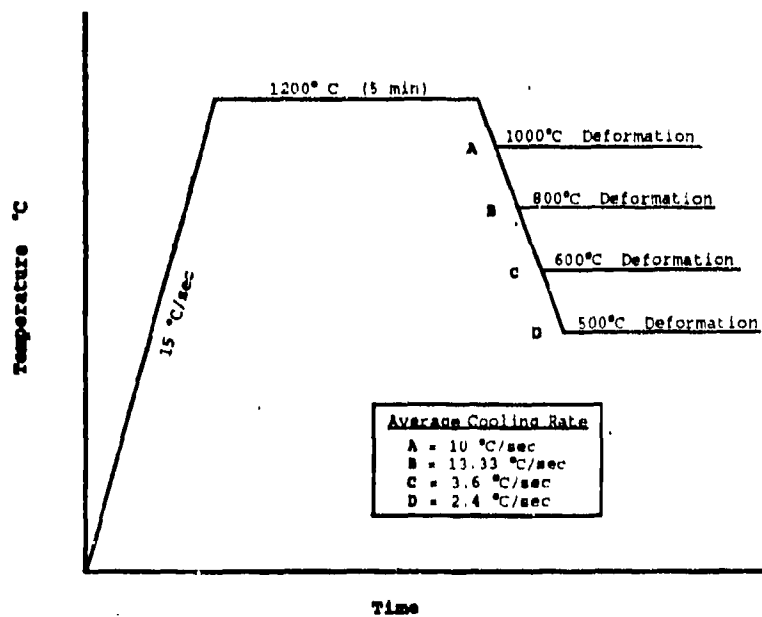 1200° C (5 min)
1000°C Deformation
A
800°C Deformation
B
600°C Deformation
C
500°C Deformation
D
Temperature °C
15 °C/sec
Average Cooling Rate
A = 10 °C/sec
B = 13.33 °C/sec
C = 3.6 °C/sec
D = 2.4 °C/sec
Time